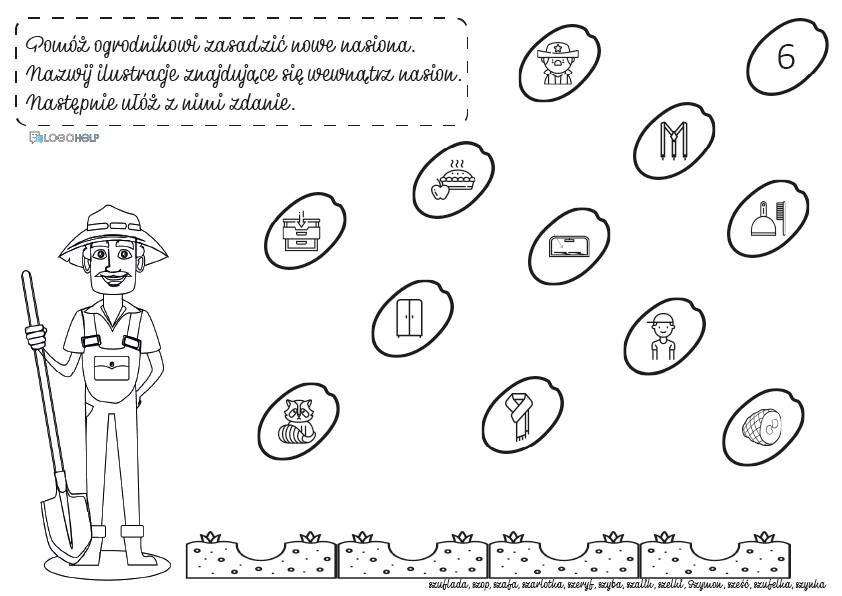 Pomóż ogrodnikowi zasadzić nowe nasiona.
Nazwij ilustracje znajdujące się wewnątrz nasion.
Następnie ułóż z nimi zdanie.
LOGOHELP
6
szuflada, szop, szafa, szarlotka, szeryf, szyba, szalik, szelki, Szymon, sześć, szufelka, szynka